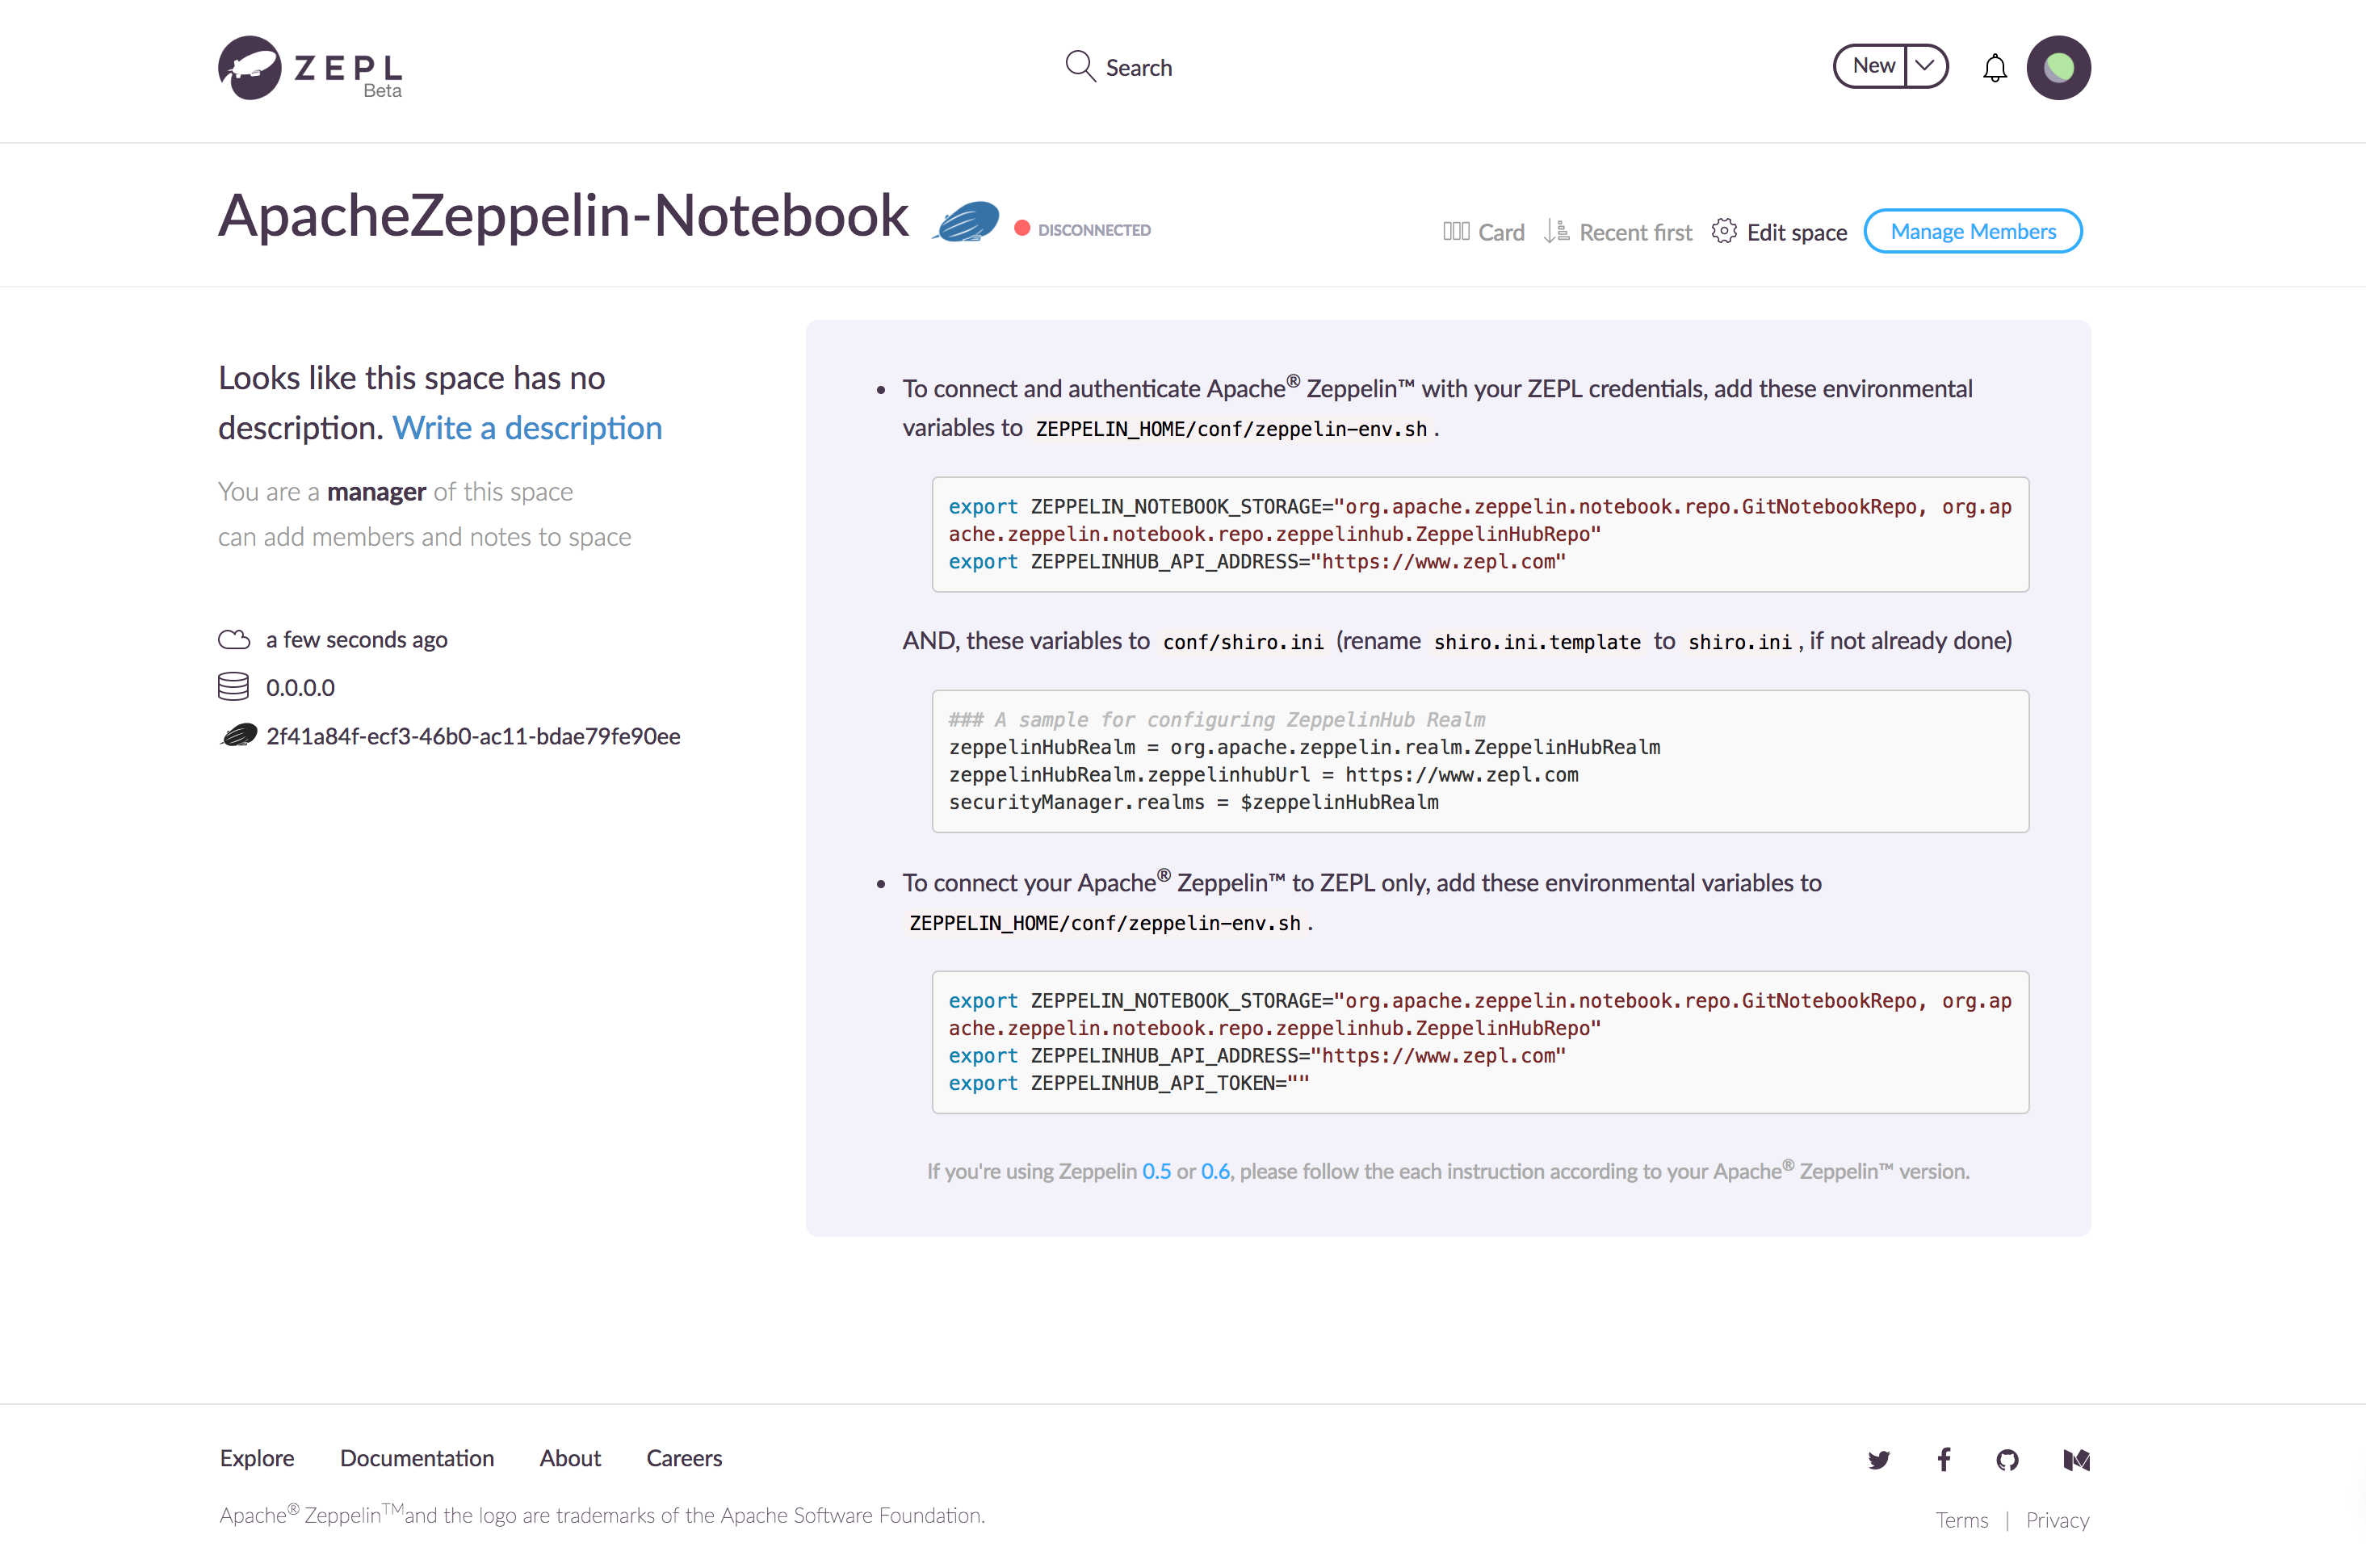 ZEPL
Beta
Search
New
ApacheZeppelin-Notebook
DISCONNECTED
Card
Recent first
Edit space
Manage Members
Looks like this space has no
description. Write a description
You are a manager of this space
can add members and notes to space
a few seconds ago
0.0.0.0
2f41a84f-ecf3-46b0-ac11-bdae79fe90ee
• To connect and authenticate Apache® Zeppelin™ with your ZEPL credentials, add these environmental
variables to ZEPPELIN_HOME/conf/zeppelin-env.sh.
export ZEPPELIN_NOTEBOOK_STORAGE="org.apache.zeppelin.notebook.repo.GitNotebookRepo, org.ap
ache.zeppelin.notebook.repo.zeppelinhub.ZeppelinHubRepo"
export ZEPPELINHUB_API_ADDRESS="https://www.zepl.com"
AND, these variables to conf/shiro.ini (rename shiro.ini.template to shiro.ini, if not already done)
### A sample for configuring ZeppelinHub Realm
zeppelinHubRealm = org.apache.zeppelin.realm.ZeppelinHubRealm
zeppelinHubRealm.zeppelinhubUrl = https://www.zepl.com
securityManager.realms = $zeppelinHubRealm
• To connect your Apache® Zeppelin™ to ZEPL only, add these environmental variables to
ZEPPELIN_HOME/conf/zeppelin-env.sh.
export ZEPPELIN_NOTEBOOK_STORAGE="org.apache.zeppelin.notebook.repo.GitNotebookRepo, org.ap
ache.zeppelin.notebook.repo.zeppelinhub.ZeppelinHubRepo"
export ZEPPELINHUB_API_ADDRESS="https://www.zepl.com"
export ZEPPELINHUB_API_TOKEN=""
If you're using Zeppelin 0.5 or 0.6, please follow the each instruction according to your Apache® Zeppelin™ version.
Explore
Documentation
About
Careers
Apache® Zeppelin™and the logo are trademarks of the Apache Software Foundation.
Terms | Privacy